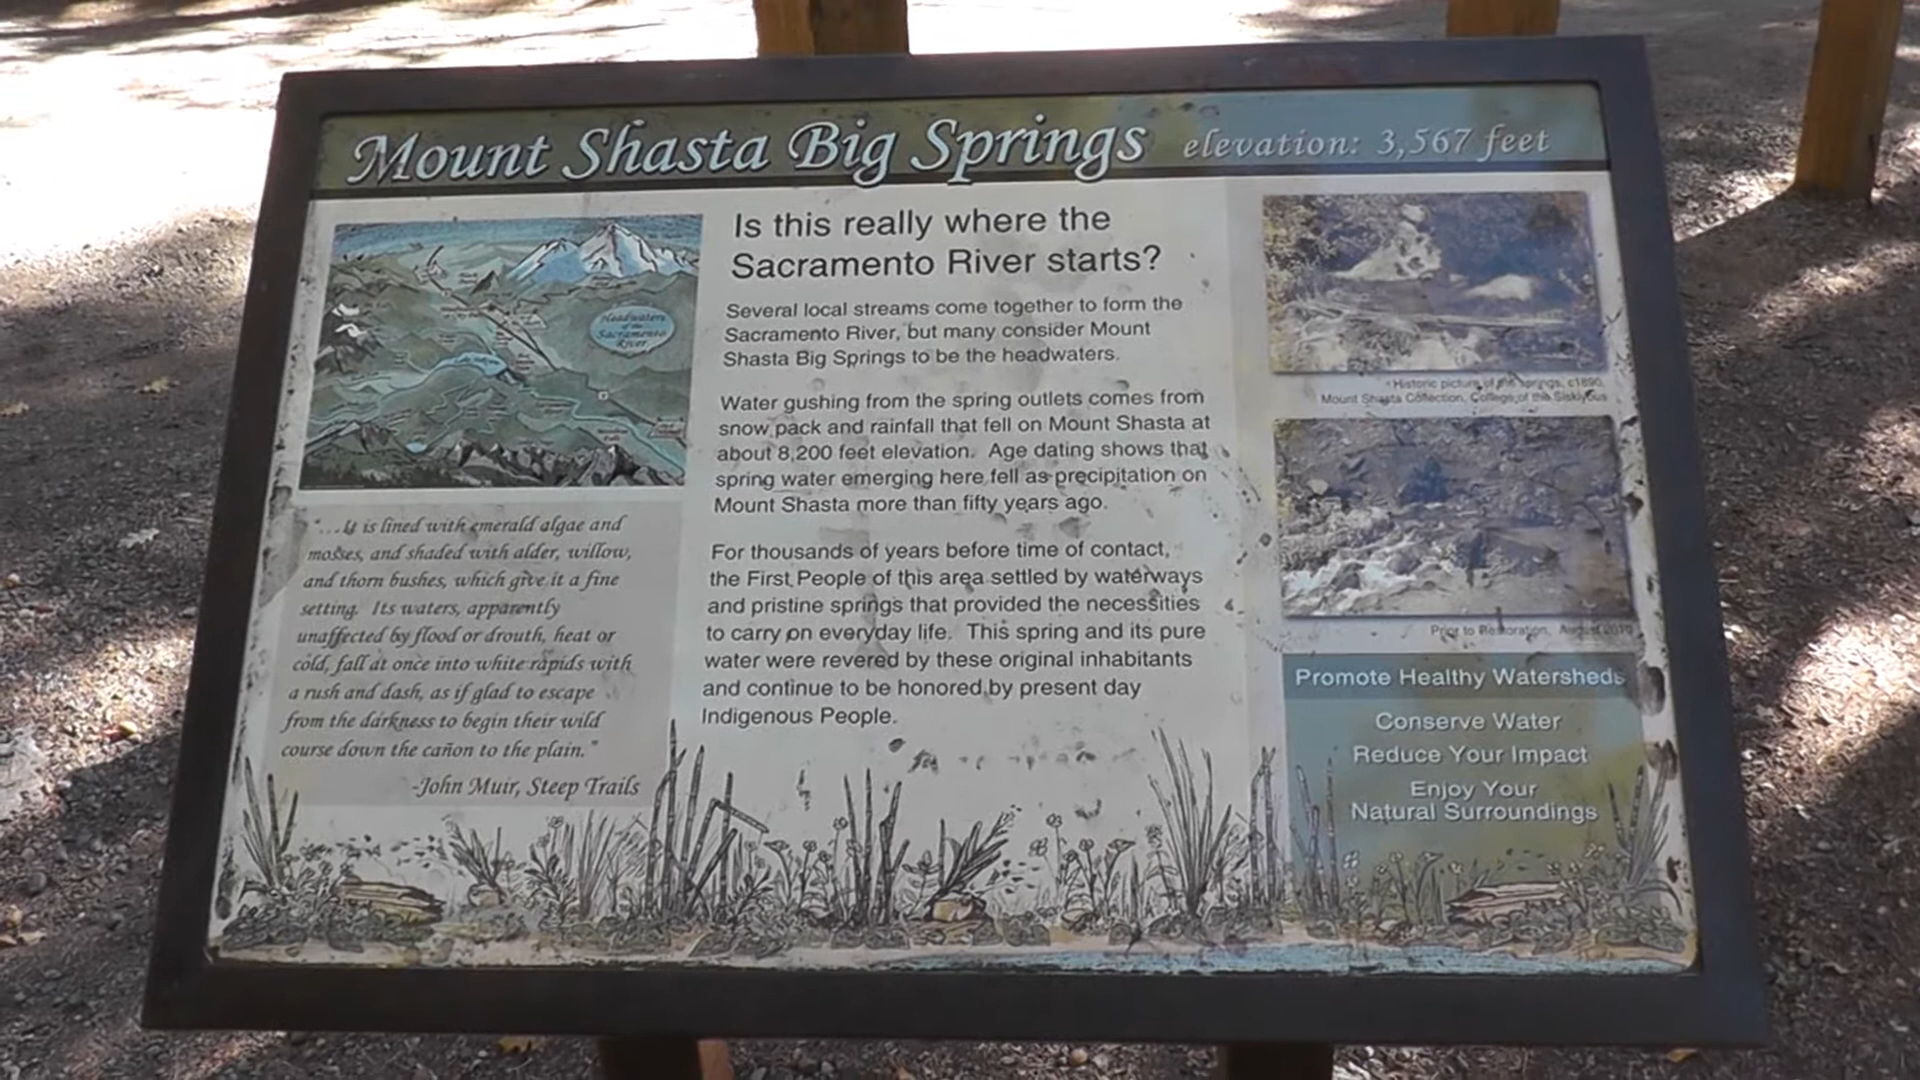 Mount Shasta Big Springs elevation: 3,567 feet
Headwaters
of the
Sacramento
River
"...It is lined with emerald algae and
mosses, and shaded with alder, willow,
and thorn bushes, which give it a fine
setting. Its waters, apparently
unaffected by flood or drouth, heat or
cold, fall at once into white rapids with
a rush and dash, as if glad to escape
from the darkness to begin their wild
course down the cañon to the plain."
-John Muir, Steep Trails
Is this really where the
Sacramento River starts?
Several local streams come together to form the
Sacramento River, but many consider Mount
Shasta Big Springs to be the headwaters.
Water gushing from the spring outlets comes from
snow pack and rainfall that fell on Mount Shasta at
about 8,200 feet elevation. Age dating shows that
spring water emerging here fell as precipitation on
Mount Shasta more than fifty years ago.
For thousands of years before time of contact,
the First People of this area settled by waterways
and pristine springs that provided the necessities
to carry on everyday life. This spring and its pure
water were revered by these original inhabitants
and continue to be honored by present day
Indigenous People.
Historic picture of the springs, c1890,
Mount Shasta Collection, College of the Siskiyous
Prior to Restoration, August 2010
Promote Healthy Watersheds
Conserve Water
Reduce Your Impact
Enjoy Your
Natural Surroundings